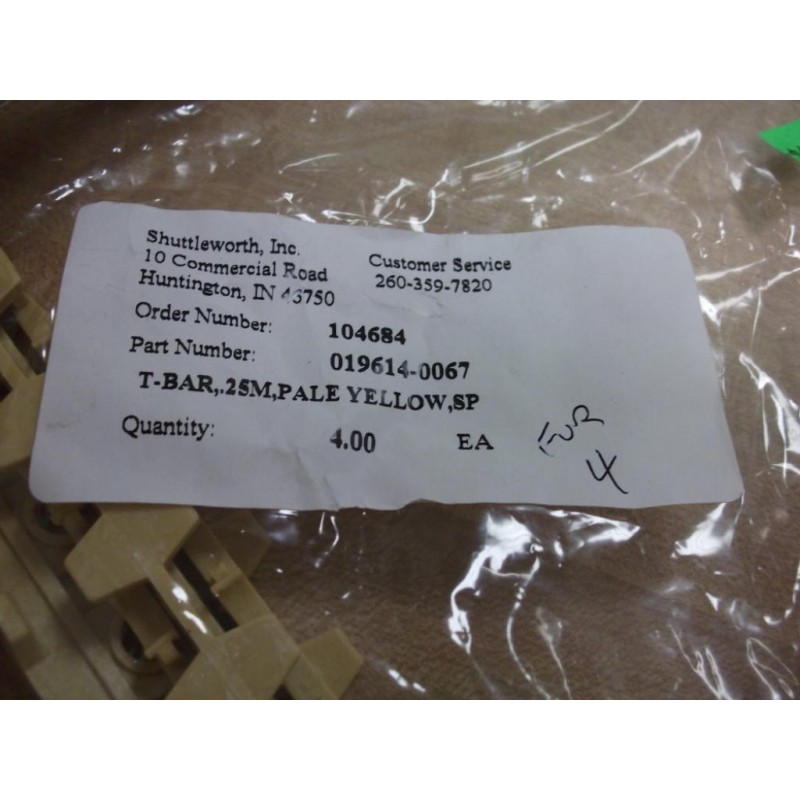 Shuttleworth, Inc.
10 Commercial Road
Huntington, IN 43750
Customer Service
260-359-7820
Order Number: 104684
Part Number: 019614-0067
T-BAR,.25M,PALE YELLOW,SP
Quantity: 4.00 EA
4